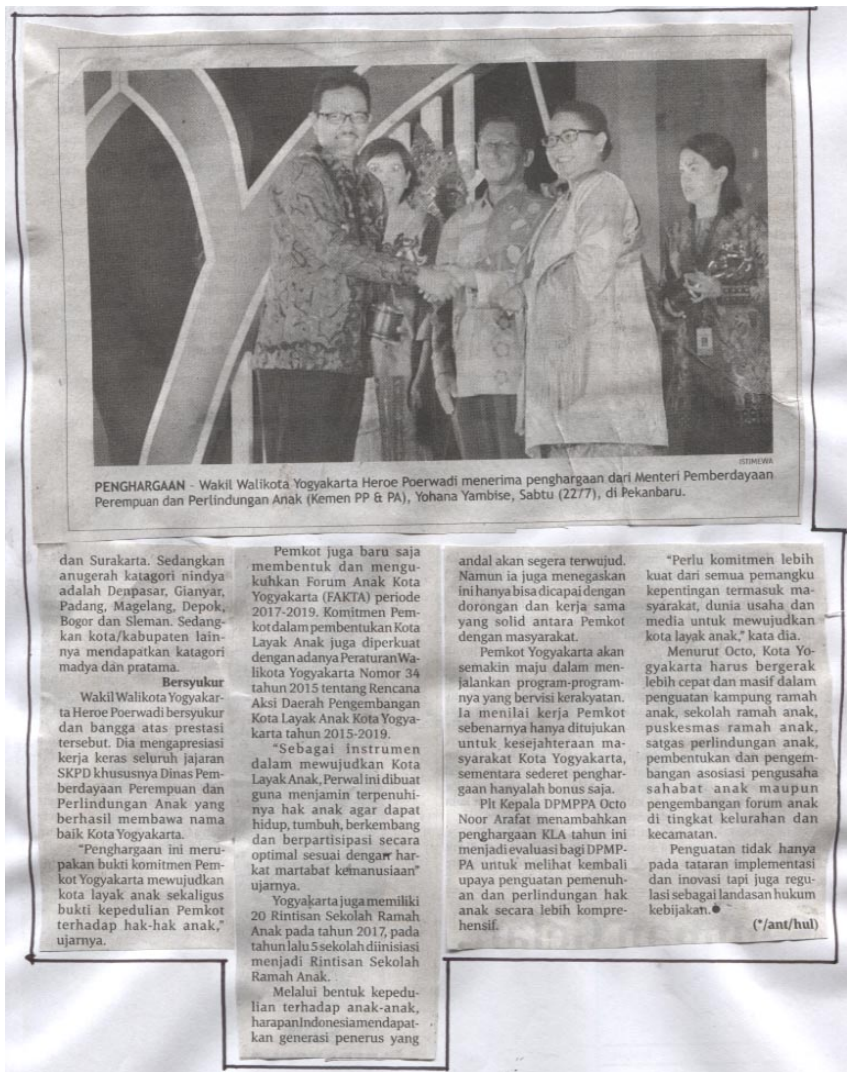 ISTIMEWA
PENGHARGAAN - Wakil Walikota Yogyakarta Heroe Poerwadi menerima penghargaan dari Menteri Pemberdayaan
Perempuan dan Perlindungan Anak (Kemen PP & PA), Yohana Yambise, Sabtu (22?7), di Pekanbaru.
dan Surakarta. Sedangkan
anugerah katagori nindya
adalah Denpasar, Gianyar,
Padang, Magelang, Depok,
Bogor dan Sleman. Sedang-
kan kota/kabupaten lain-
nya mendapatkan katagori
madya dan pratama.
Bersyukur
Wakil Walikota Yogyakar-
ta Heroe Poerwadi bersyukur
dan bangga atas prestasi
tersebut. Dia mengapresiasi
kerja keras seluruh jajaran
SKPD khususnya Dinas Pem-
berdayaan Perempuan dan
Perlindungan Anak yang
berhasil membawa nama
baik Kota Yogyakarta.
"Penghargaan ini meru-
pakan bukti komitmen Pem-
kot Yogyakarta mewujudkan
kota layak anak sekaligus
bukti kepedulian Pemkot
terhadap hak-hak anak,"
ujarnya.
Pemkot juga baru saja
membentuk dan mengu-
kuhkan Forum Anak Kota
Yogyakarta (FAKTA) periode
2017-2019. Komitmen Pem-
kot dalam pembentukan Kota
Layak Anak juga diperkuat
dengan adanya Peraturan Wa-
likota Yogyakarta Nomor 34
tahun 2015 tentang Rencana
Aksi Daerah Pengembangan
Kota Layak Anak Kota Yogya-
karta tahun 2015-2019.
"Sebagai instrumen
dalam mewujudkan Kota
Layak Anak, Perwal ini dibuat
guna menjamin terpenuhi-
nya hak anak agar dapat
hidup, tumbuh, berkembang
dan berpartisipasi secara
optimal sesuai dengan har-
kat martabat kemanusiaan"
ujarnya.
Yogyakarta juga memiliki
20 Rintisan Sekolah Ramah
Anak pada tahun 2017, pada
tahun lalu 5 sekolah diinisiasi
menjadi Rintisan Sekolah
Ramah Anak.
Melalui bentuk kepedu-
lian terhadap anak-anak,
harapan Indonesia mendapat-
kan generasi penerus yang
andal akan segera terwujud.
Namun ia juga menegaskan
ini hanya bisa dicapai dengan
dorongan dan kerja sama
yang solid antara Pemkot
dengan masyarakat.
Pemkot Yogyakarta akan
semakin maju dalam men-
jalankan program-program-
nya yang bervisi kerakyatan.
Ia menilai kerja Pemkot
sebenarnya hanya ditujukan
untuk kesejahteraan ma-
syarakat Kota Yogyakarta,
sementara sederet penghar-
gaan hanyalah bonus saja.
Plt Kepala DPMPPA Octo
Noor Arafat menambahkan
penghargaan KLA tahun ini
menjadi evaluasi bagi DPMP-
PA untuk melihat kembali
upaya penguatan pemenuh-
an dan perlindungan hak
anak secara lebih kompre-
hensif.
"Perlu komitmen lebih
kuat dari semua pemangku
kepentingan termasuk ma-
syarakat, dunia usaha dan
media untuk mewujudkan
kota layak anak," kata dia.
Menurut Octo, Kota Yo-
gyakarta harus bergerak
lebih cepat dan masif dalam
penguatan kampung ramah
anak, sekolah ramah anak,
puskesmas ramah anak,
satgas perlindungan anak,
pembentukan dan pengem-
bangan asosiasi pengusaha
sahabat anak maupun
pengembangan forum anak
di tingkat kelurahan dan
kecamatan.
Penguatan tidak hanya
pada tataran implementasi
dan inovasi tapi juga regu-
lasi sebagai landasan hukum
kebijakan.●
(*/ant/hul)